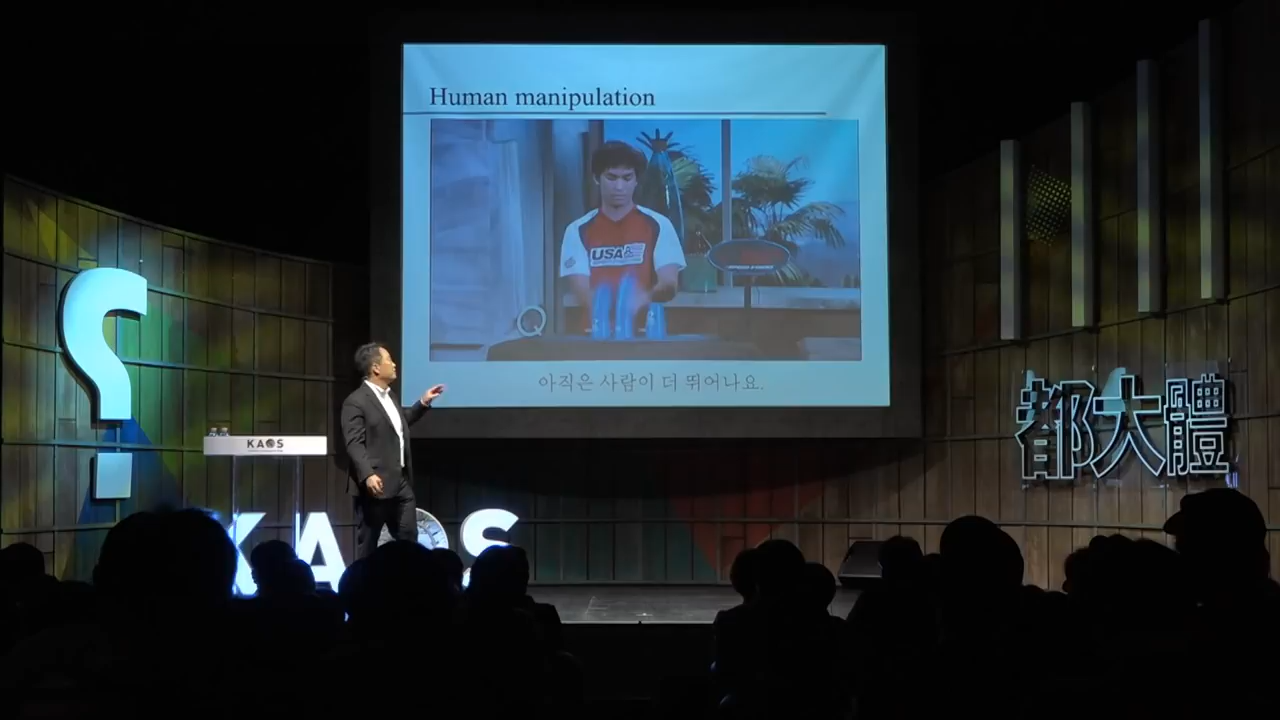 Human manipulation
USA
Q
아직은 사람이 더 뛰어나요.
KAOS
KAOS
都大體